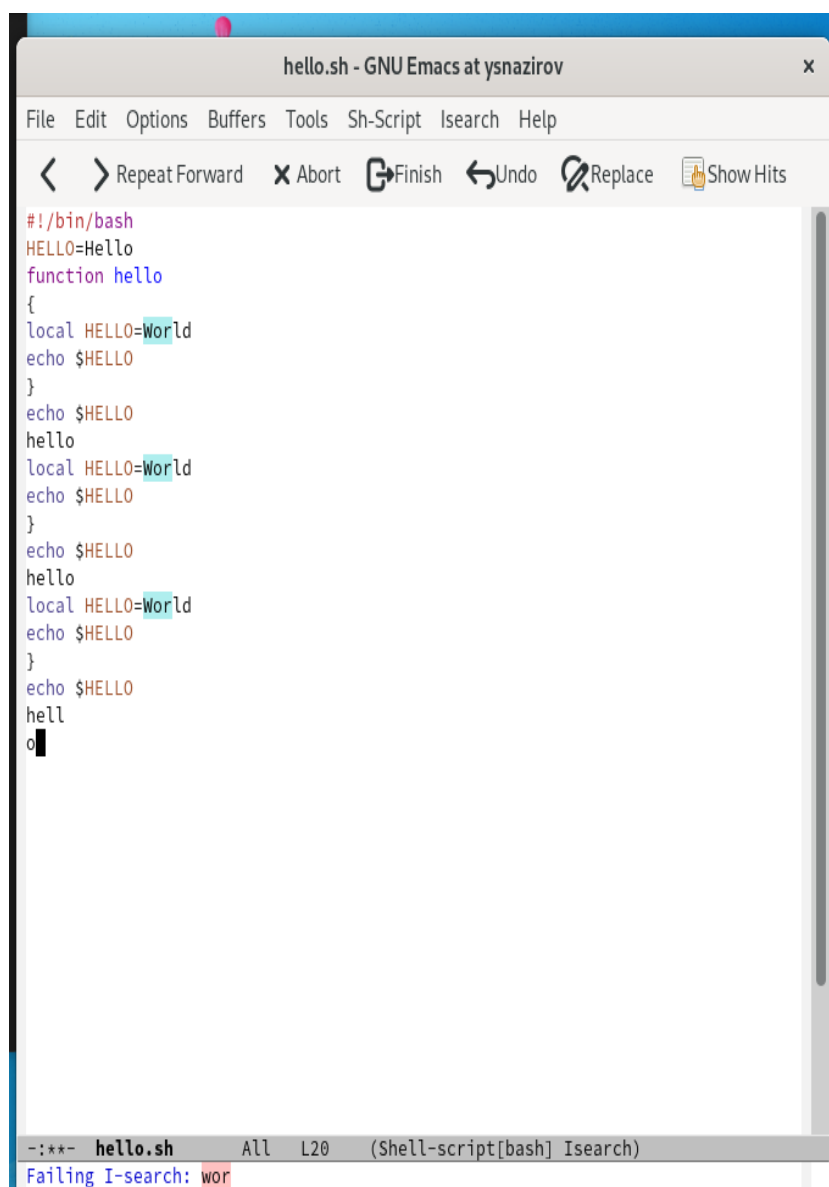 hello.sh - GNU Emacs at ysnazirov x
File Edit Options Buffers Tools Sh-Script Isearch Help
Repeat Forward Abort Finish Undo Replace Show Hits
#!/bin/bash
HELLO=Hello
function hello
{
local HELLO=World
echo $HELLO
}
echo $HELLO
hello
local HELLO=World
echo $HELLO
}
echo $HELLO
hello
local HELLO=World
echo $HELLO
}
echo $HELLO
hell
o
-:**- hello.sh All L20 (Shell-script[bash] Isearch)
Failing I-search: wor